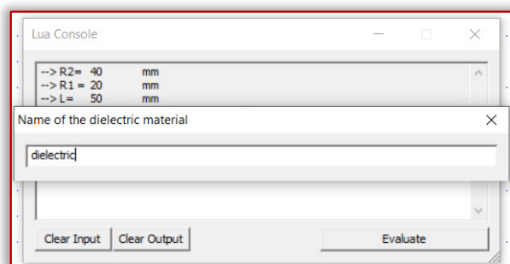 Lua Console
--> R2= 40 mm
--> R1 = 20 mm
--> L= 50 mm
Name of the dielectric material
dielectric
Clear Input Clear Output Evaluate